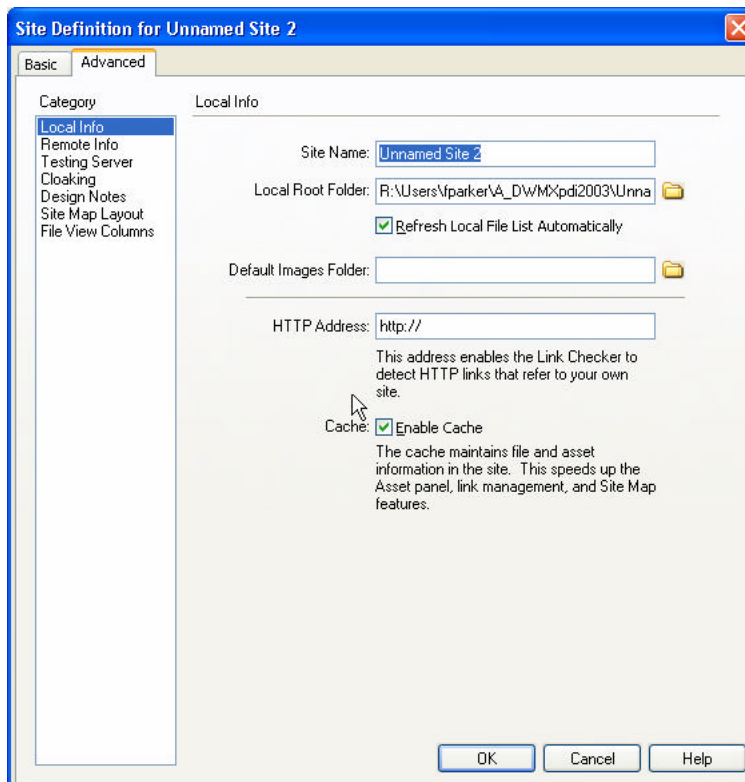 Site Definition for Unnamed Site 2
Basic
Advanced
Category
Local Info
Remote Info
Testing Server
Cloaking
Design Notes
Site Map Layout
File View Columns
Local Info
Site Name: Unnamed Site 2
Local Root Folder: R:\Users\fparker\A_DWMXpdi2003\Unna
Refresh Local File List Automatically
Default Images Folder:
HTTP Address: http://
This address enables the Link Checker to
detect HTTP links that refer to your own
site.
Cache: Enable Cache
The cache maintains file and asset
information in the site. This speeds up the
Asset panel, link management, and Site Map
features.
OK
Cancel
Help